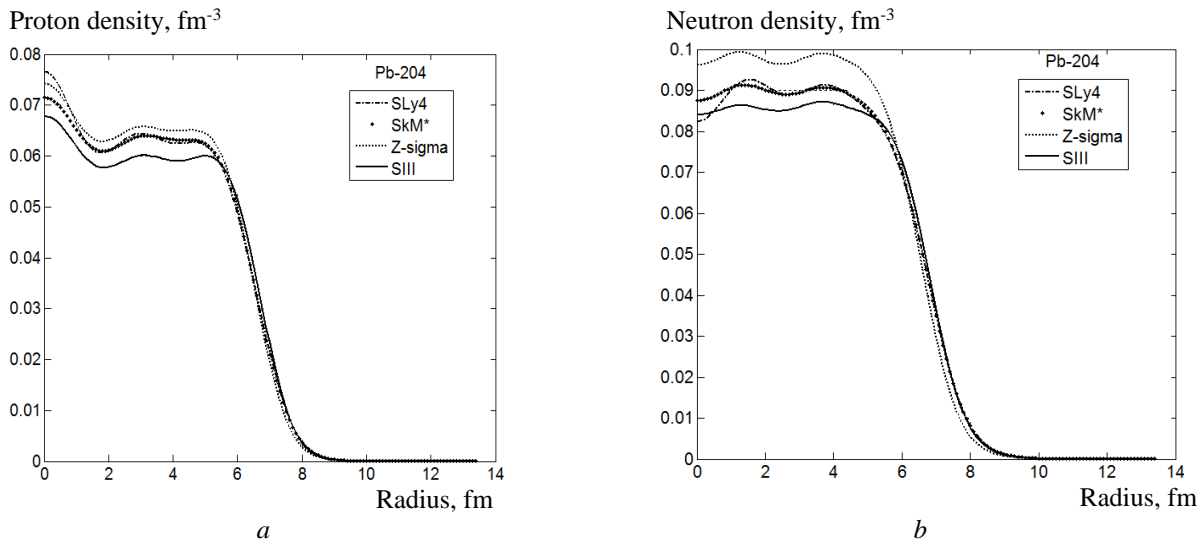 Proton density, fm-3
0.08
0.07
0.06
0.05
0.04
0.03
0.02
0.01
0
Pb-204
SLy4
SkM*
Z-sigma
SIII
0 2 4 6 8 10 12 14
Radius, fm
a
Neutron density, fm-3
0.1
0.09
0.08
0.07
0.06
0.05
0.04
0.03
0.02
0.01
0
Pb-204
SLy4
SkM*
Z-sigma
SIII
0 2 4 6 8 10 12 14
Radius, fm
b